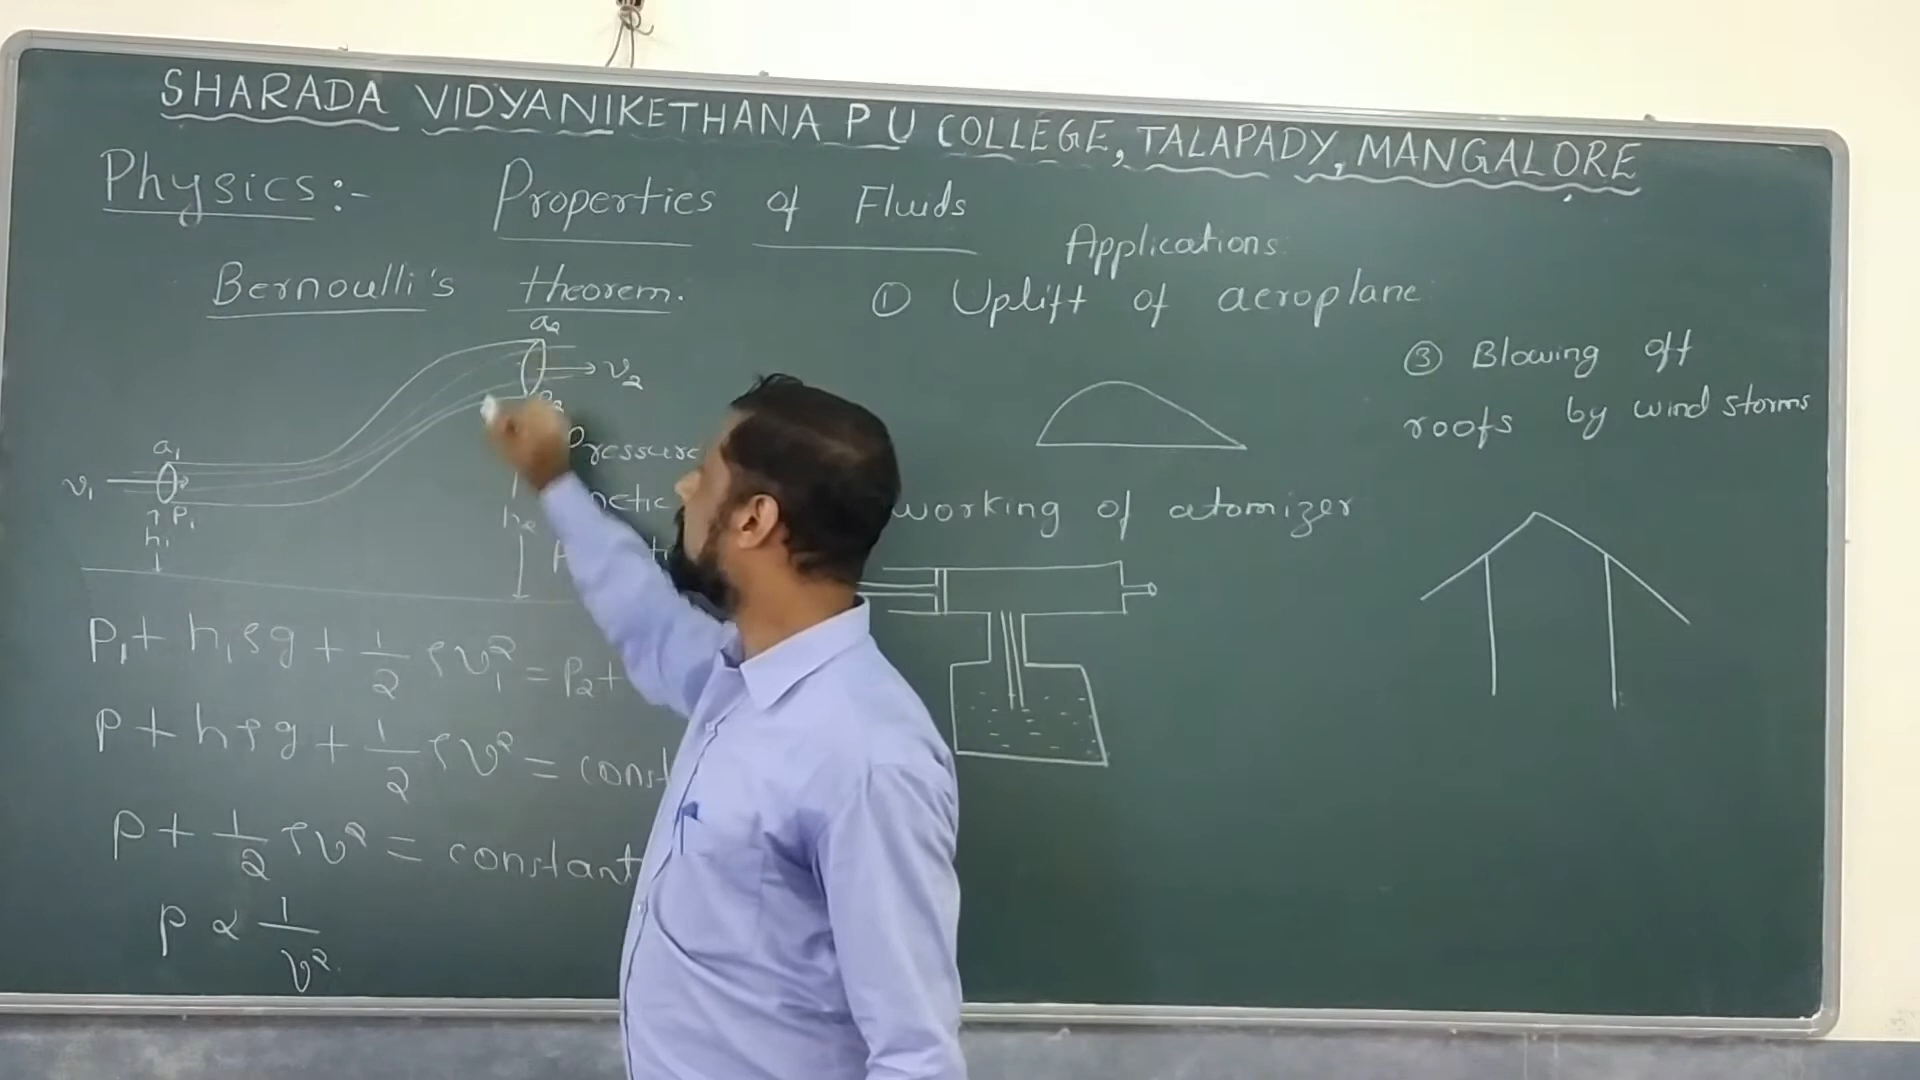 SHARADA VIDYANIKETHANA P U COLLEGE, TALAPADY, MANGALORE
Physics:- Properties of Fluids
Bernoulli's theorem.
a₂
v₂
a₁
v₁
P₁
h₁
h₂
Pressure
P₁ + h₁ρg + 1/2 ρv₁² = P₂ +
P + hρg + 1/2 ρv² = const
P + 1/2 ρv² = constant
P ∝ 1/v²
Applications
① Uplift of aeroplane
working of atomizer
③ Blowing off
roofs by wind storms